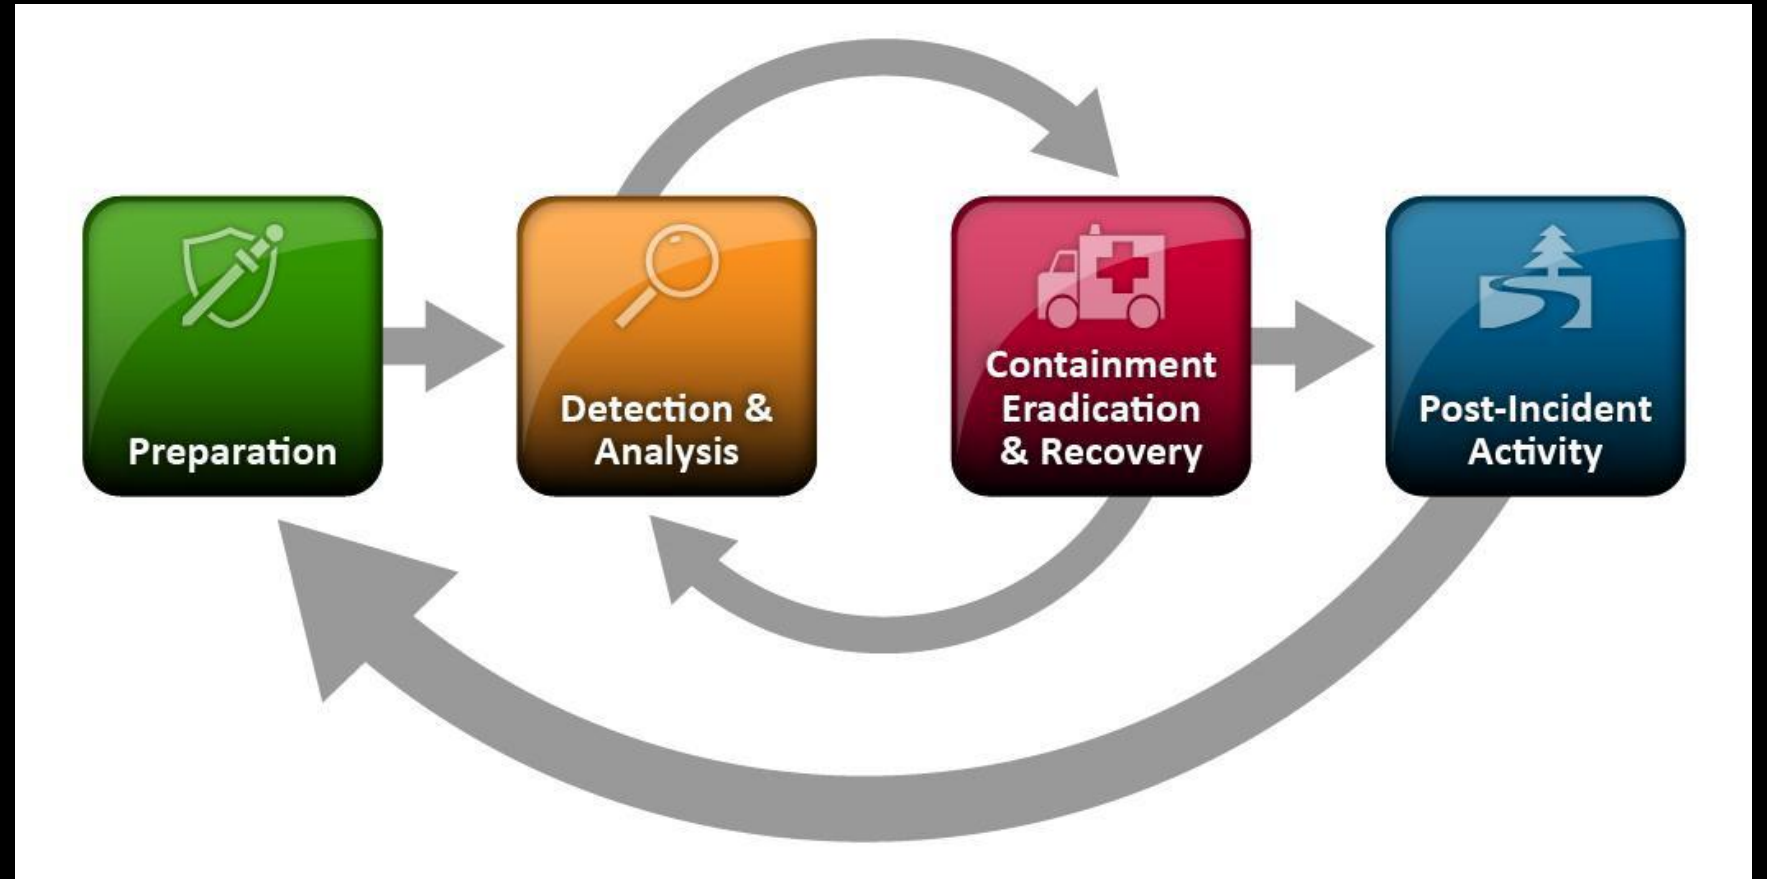 Preparation
Detection &
Analysis
Containment
Eradication
& Recovery
Post-Incident
Activity